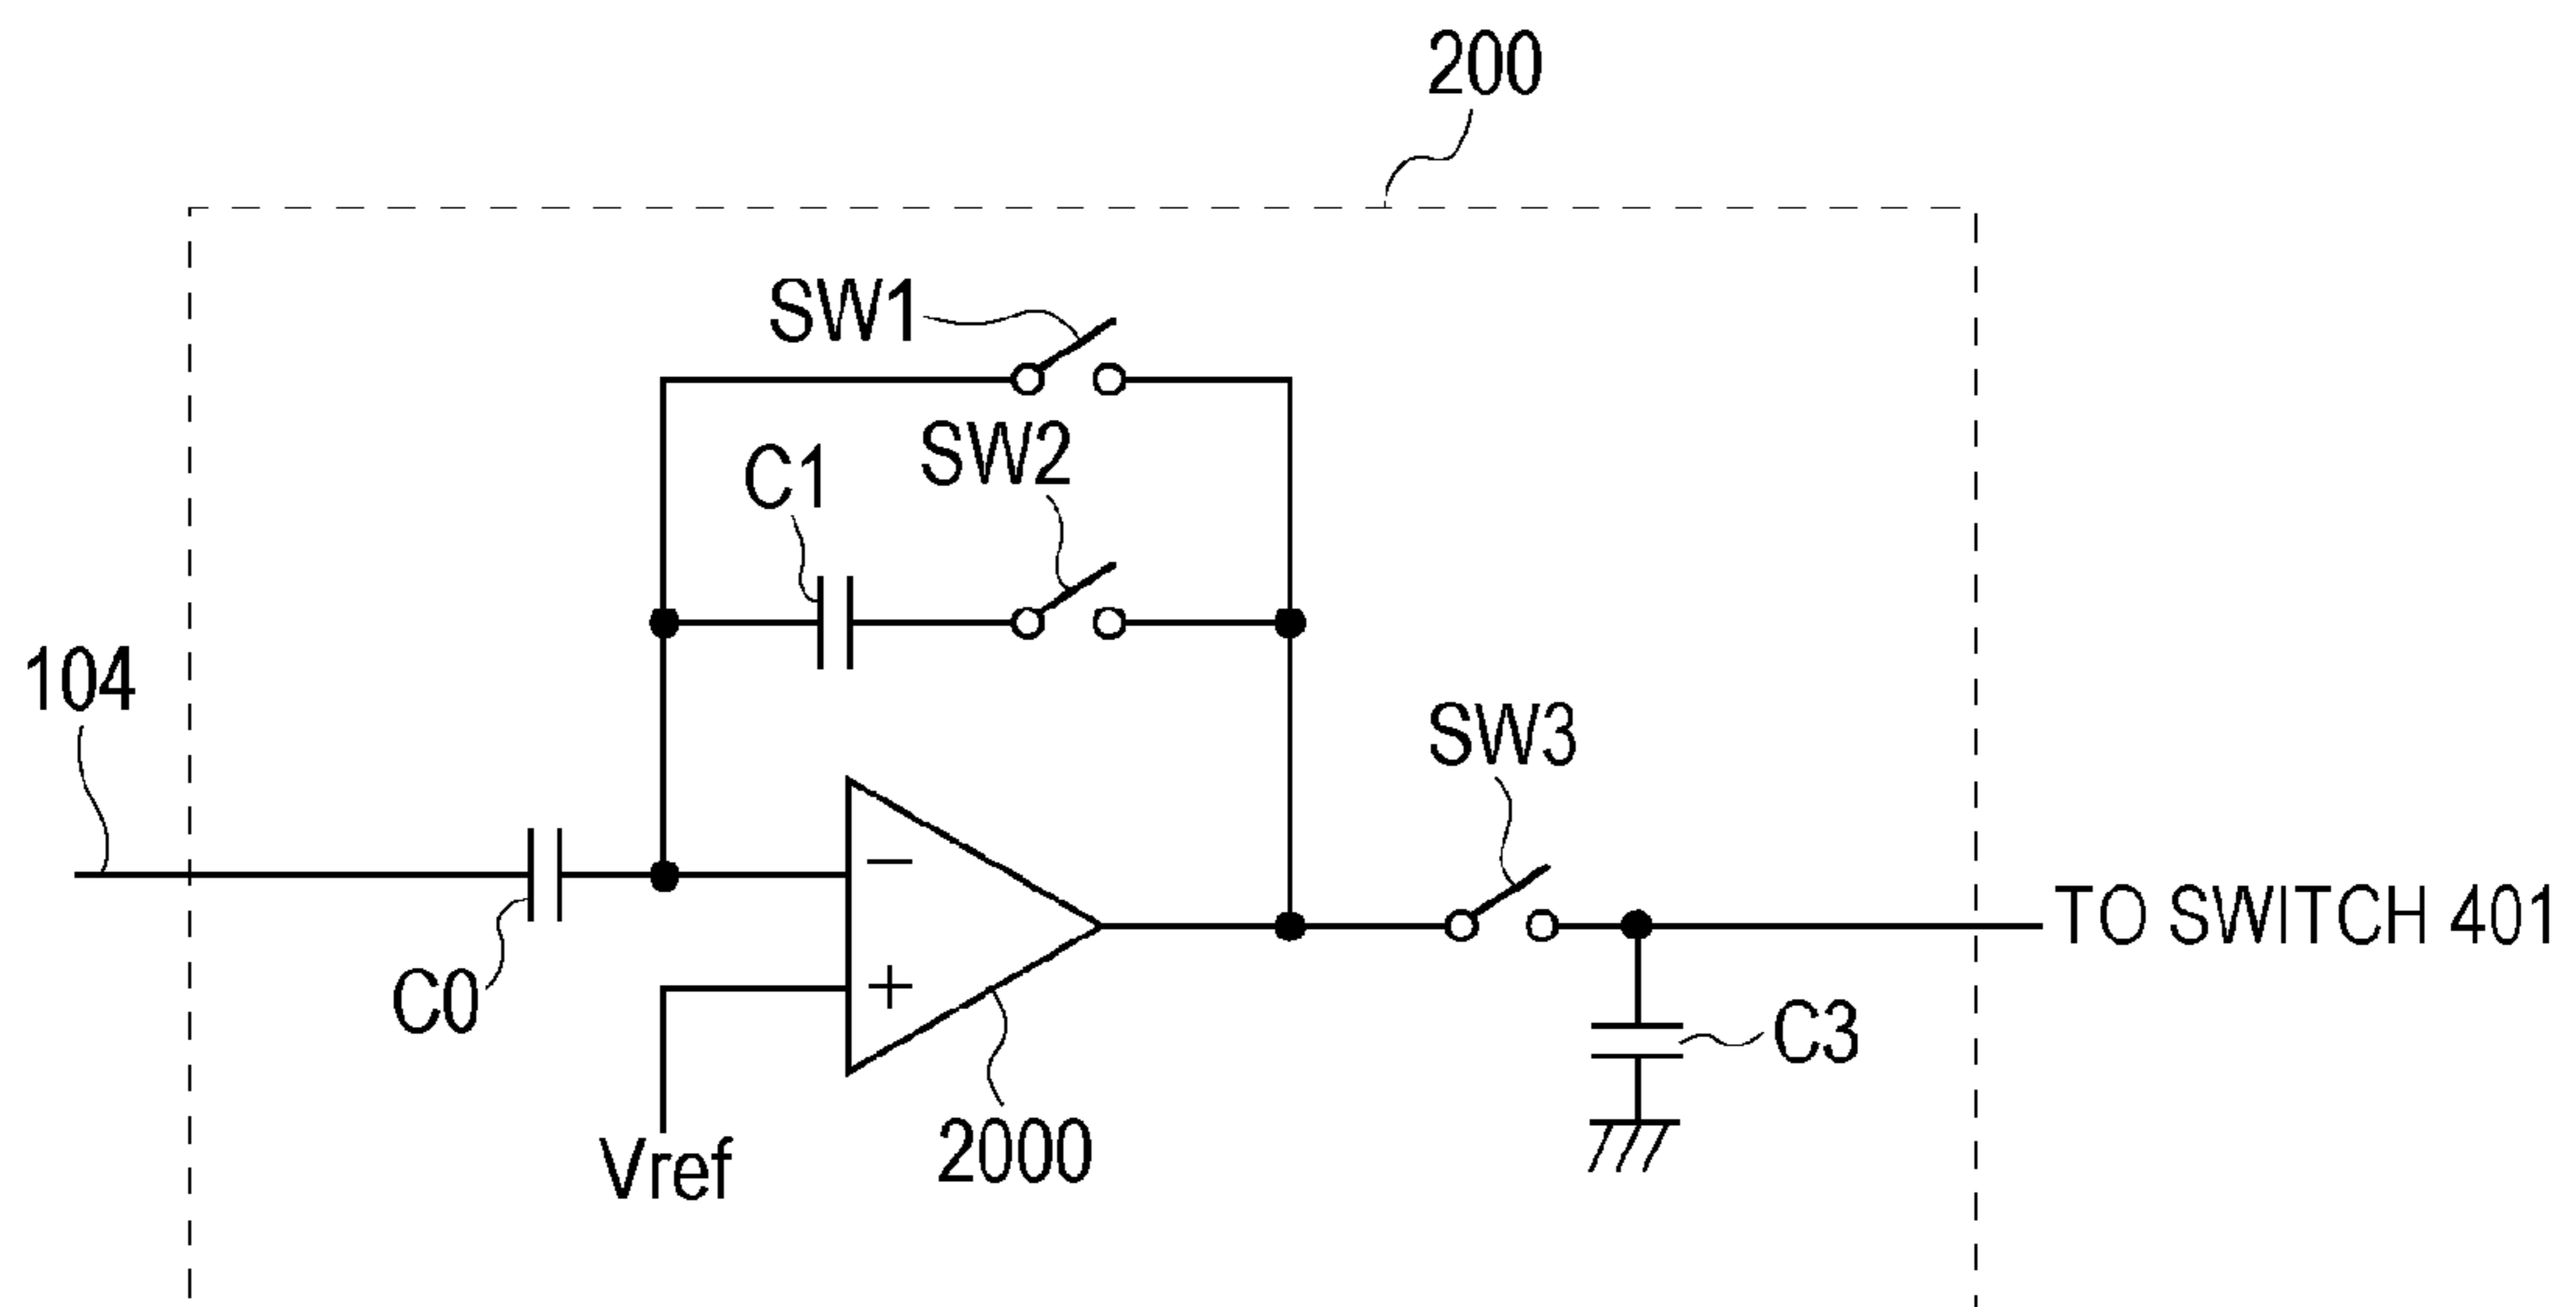 200
SW1
SW2
C1
104
SW3
−
TO SWITCH 401
+
C0
C3
2000
Vref